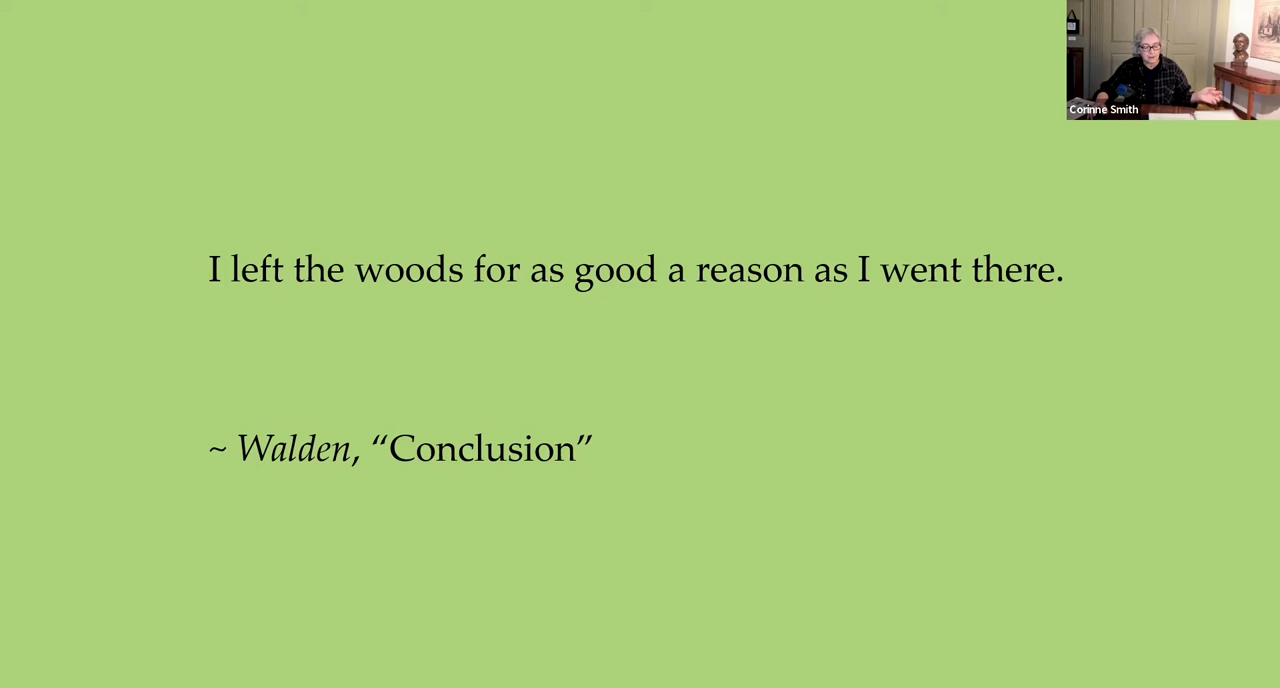 Corinne Smith
I left the woods for as good a reason as I went there.
~ Walden, “Conclusion”